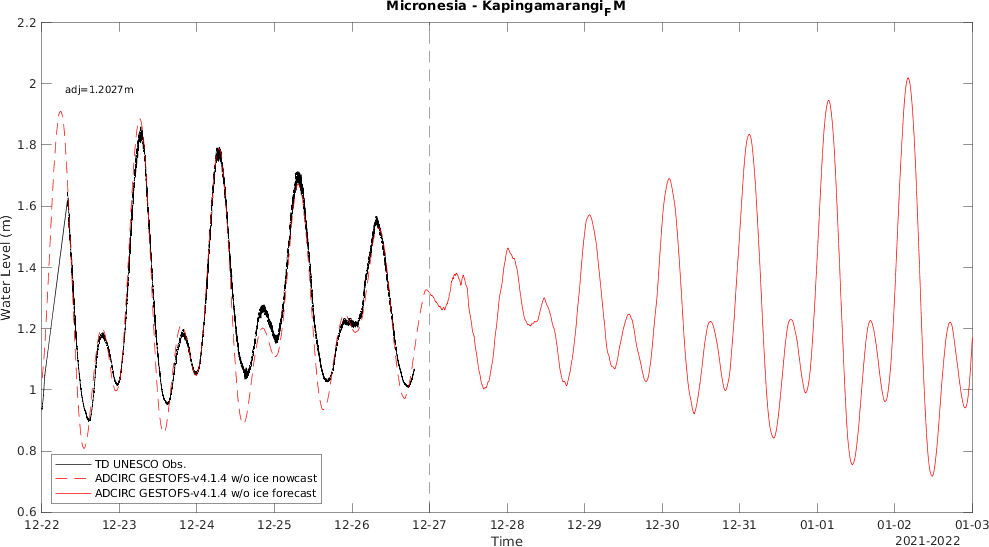 Micronesia - Kapingamarangi_FM
2.2
2
1.8
1.6
1.4
1.2
1
0.8
0.6
Water Level (m)
adj=1.2027m
TD UNESCO Obs.
ADCIRC GESTOFS-v4.1.4 w/o ice nowcast
ADCIRC GESTOFS-v4.1.4 w/o ice forecast
12-22 12-23 12-24 12-25 12-26 12-27 12-28 12-29 12-30 12-31 01-01 01-02 01-03
Time
2021-2022